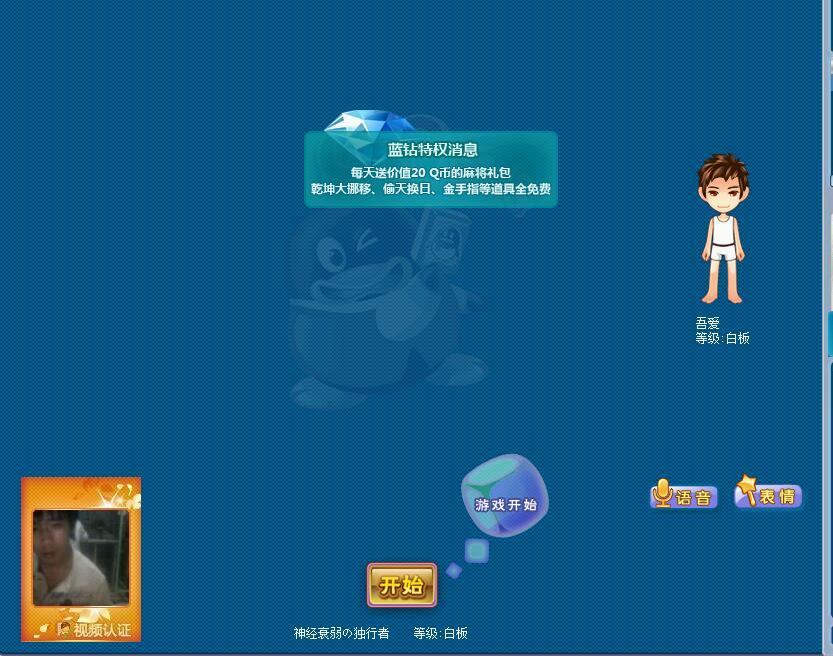 蓝钻特权消息
每天送价值20 Q币的麻将礼包
乾坤大挪移、偷天换日、金手指等道具全免费
吾爱
等级:白板
游戏开始
语音
表情
开始
视频认证
神经衰弱の独行者 等级:白板